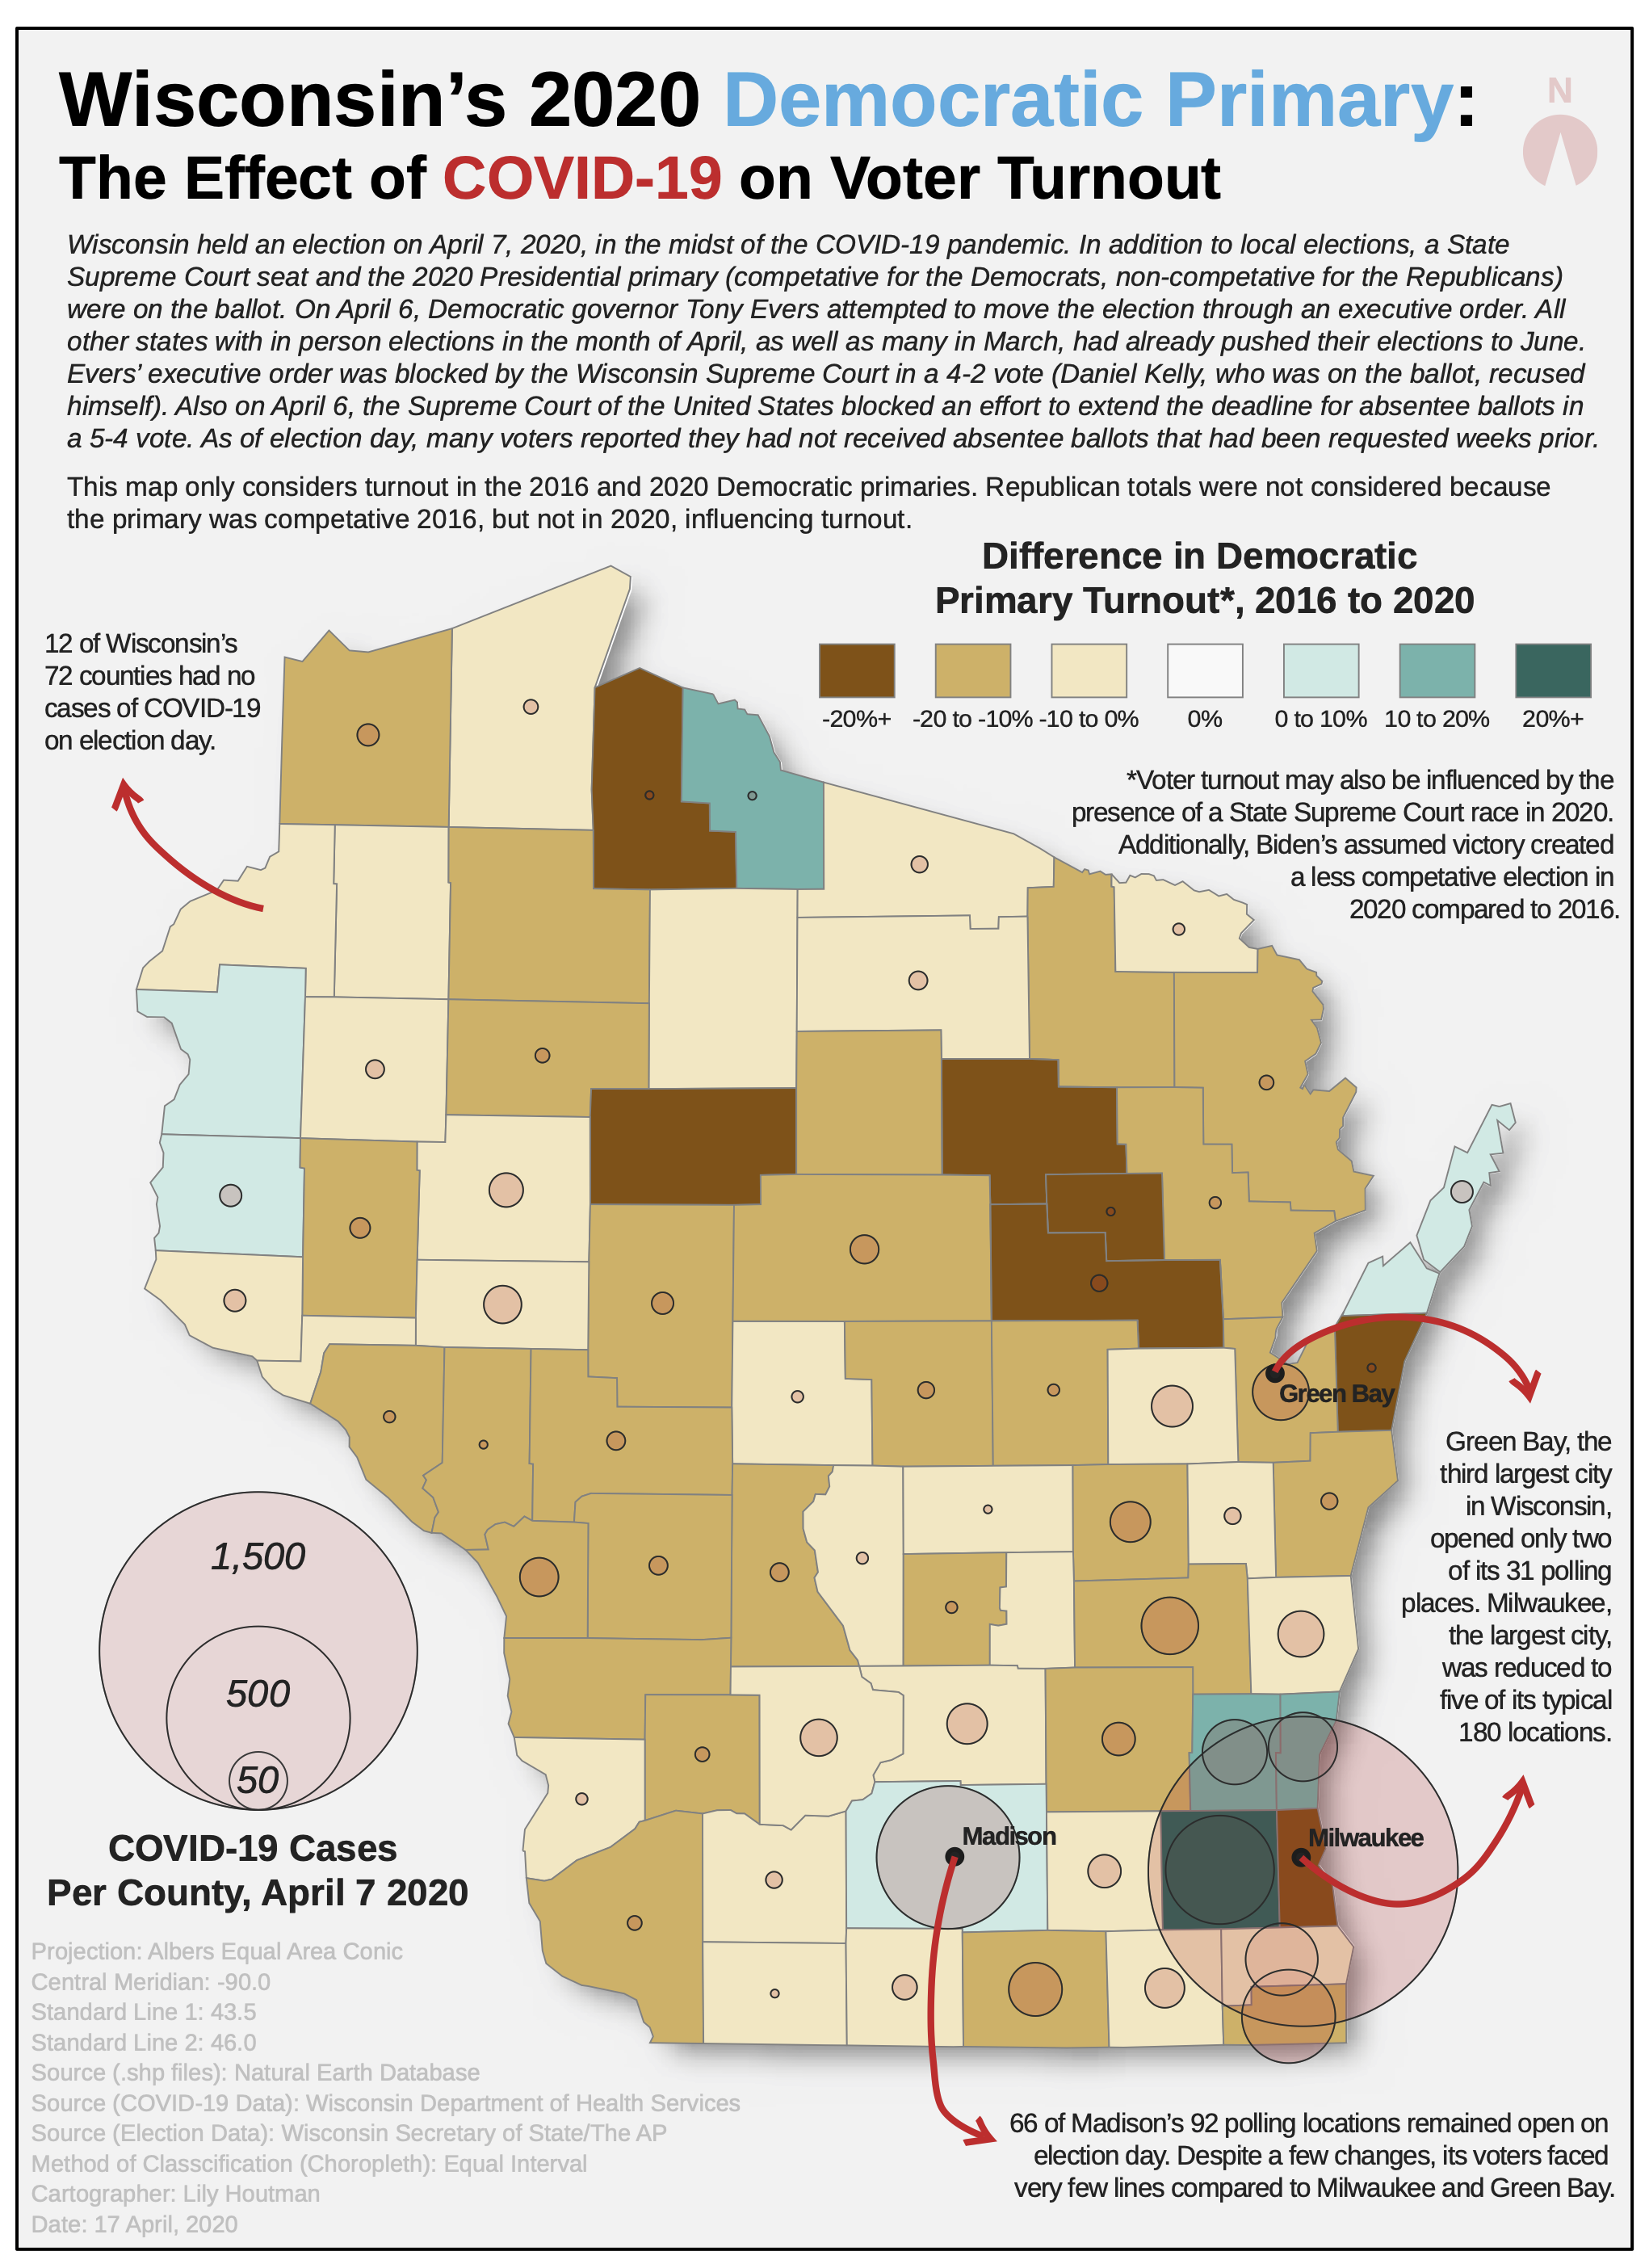 Wisconsin’s 2020 Democratic Primary:
The Effect of COVID-19 on Voter Turnout
N
Wisconsin held an election on April 7, 2020, in the midst of the COVID-19 pandemic. In addition to local elections, a State
Supreme Court seat and the 2020 Presidential primary (competative for the Democrats, non-competative for the Republicans)
were on the ballot. On April 6, Democratic governor Tony Evers attempted to move the election through an executive order. All
other states with in person elections in the month of April, as well as many in March, had already pushed their elections to June.
Evers’ executive order was blocked by the Wisconsin Supreme Court in a 4-2 vote (Daniel Kelly, who was on the ballot, recused
himself). Also on April 6, the Supreme Court of the United States blocked an effort to extend the deadline for absentee ballots in
a 5-4 vote. As of election day, many voters reported they had not received absentee ballots that had been requested weeks prior.
This map only considers turnout in the 2016 and 2020 Democratic primaries. Republican totals were not considered because
the primary was competative 2016, but not in 2020, influencing turnout.
Difference in Democratic
Primary Turnout*, 2016 to 2020
-20%+ -20 to -10% -10 to 0% 0% 0 to 10% 10 to 20% 20%+
*Voter turnout may also be influenced by the
presence of a State Supreme Court race in 2020.
Additionally, Biden’s assumed victory created
a less competative election in
2020 compared to 2016.
12 of Wisconsin’s
72 counties had no
cases of COVID-19
on election day.
Green Bay
Green Bay, the
third largest city
in Wisconsin,
opened only two
of its 31 polling
places. Milwaukee,
the largest city,
was reduced to
five of its typical
180 locations.
1,500
500
50
COVID-19 Cases
Per County, April 7 2020
Madison
Milwaukee
Projection: Albers Equal Area Conic
Central Meridian: -90.0
Standard Line 1: 43.5
Standard Line 2: 46.0
Source (.shp files): Natural Earth Database
Source (COVID-19 Data): Wisconsin Department of Health Services
Source (Election Data): Wisconsin Secretary of State/The AP
Method of Classcification (Choropleth): Equal Interval
Cartographer: Lily Houtman
Date: 17 April, 2020
66 of Madison’s 92 polling locations remained open on
election day. Despite a few changes, its voters faced
very few lines compared to Milwaukee and Green Bay.